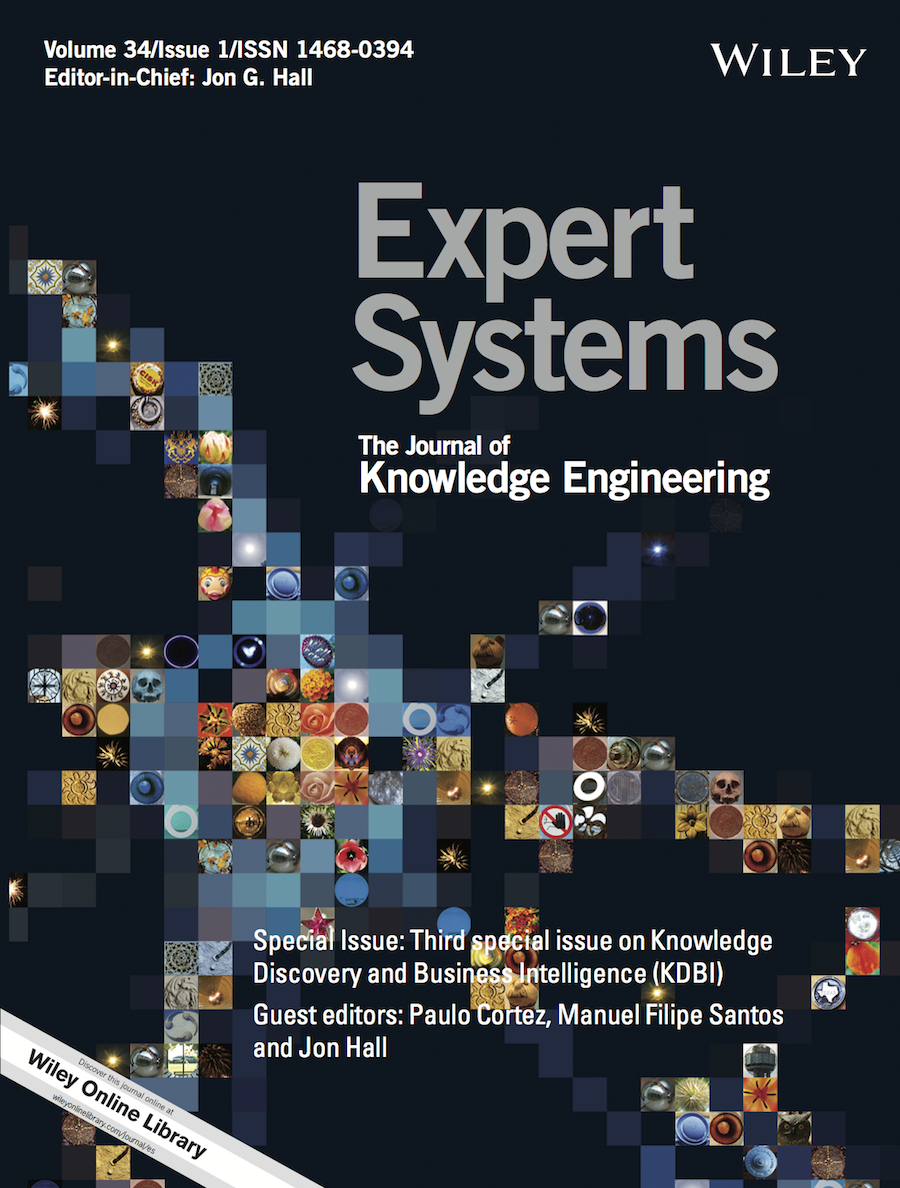 Volume 34/Issue 1/ISSN 1468-0394
Editor-in-Chief: Jon G. Hall
WILEY
Expert
Systems
The Journal of
Knowledge Engineering
Special Issue: Third special issue on Knowledge
Discovery and Business Intelligence (KDBI)
Guest editors: Paulo Cortez, Manuel Filipe Santos
and Jon Hall
Discover this journal online at
Wiley Online Library
wileyonlinelibrary.com/journal/es